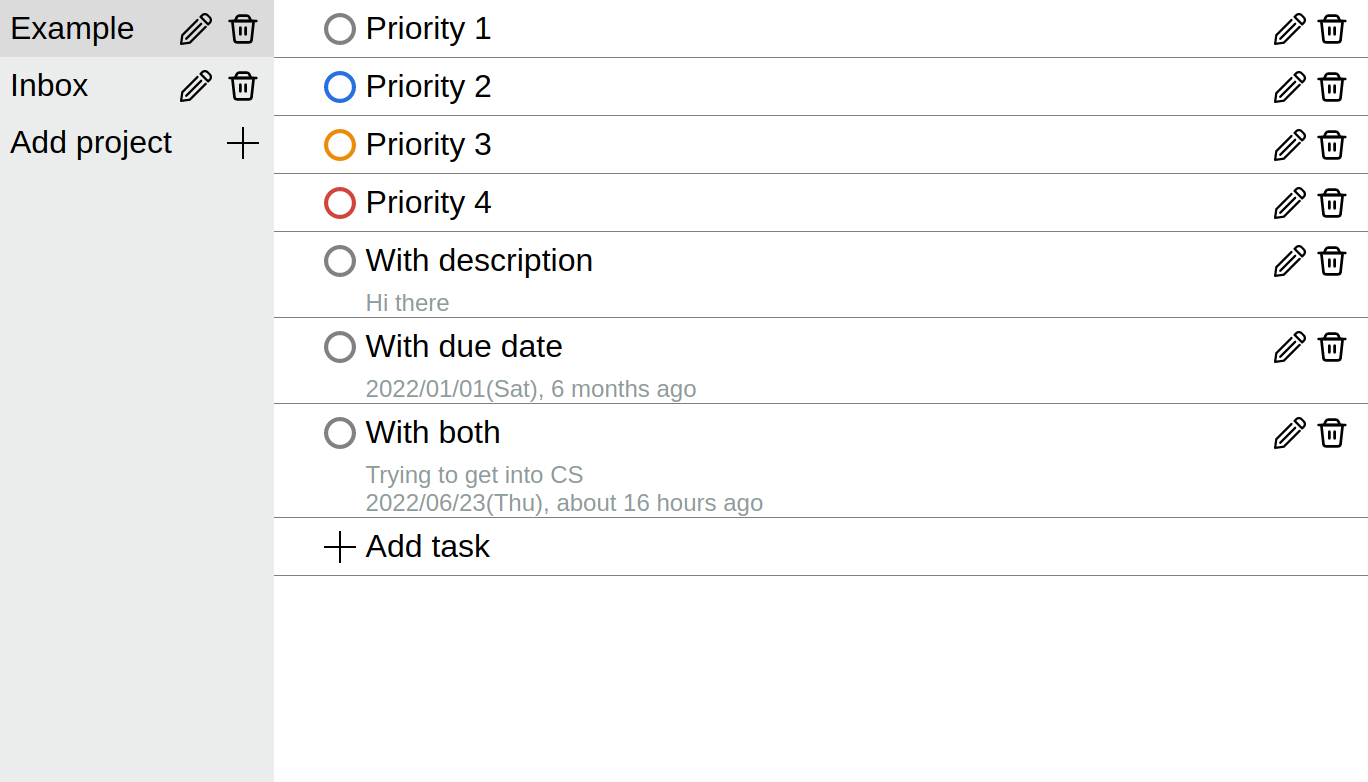 Example
Inbox
Add project
Priority 1
Priority 2
Priority 3
Priority 4
With description
Hi there
With due date
2022/01/01(Sat), 6 months ago
With both
Trying to get into CS
2022/06/23(Thu), about 16 hours ago
Add task